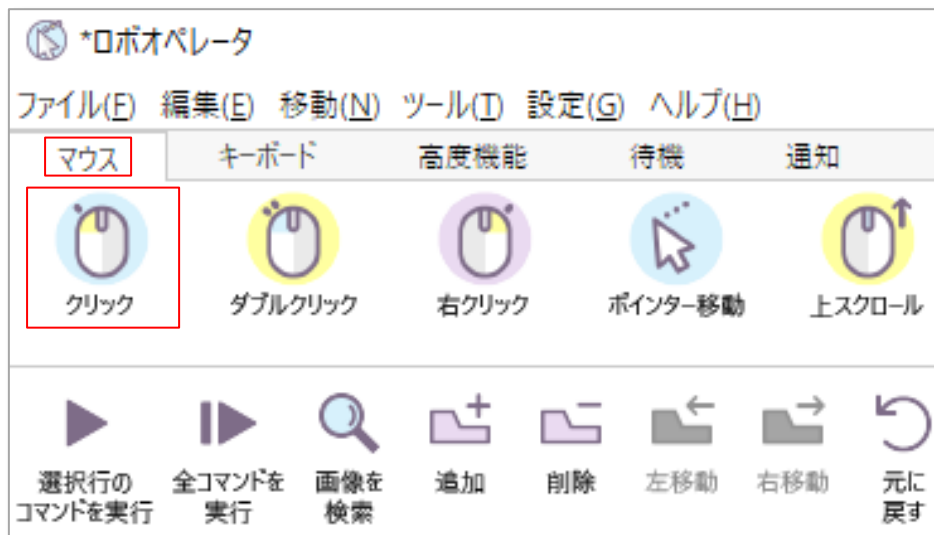 *ロボオペレータ
ファイル(F) 編集(E) 移動(N) ツール(T) 設定(G) ヘルプ(H)
マウス キーボード 高度機能 待機 通知
クリック ダブルクリック 右クリック ポインター移動 上スクロール
選択行の 全コマンドを 画像を 追加 削除 左移動 右移動 元に
コマンドを実行 実行 検索 戻す